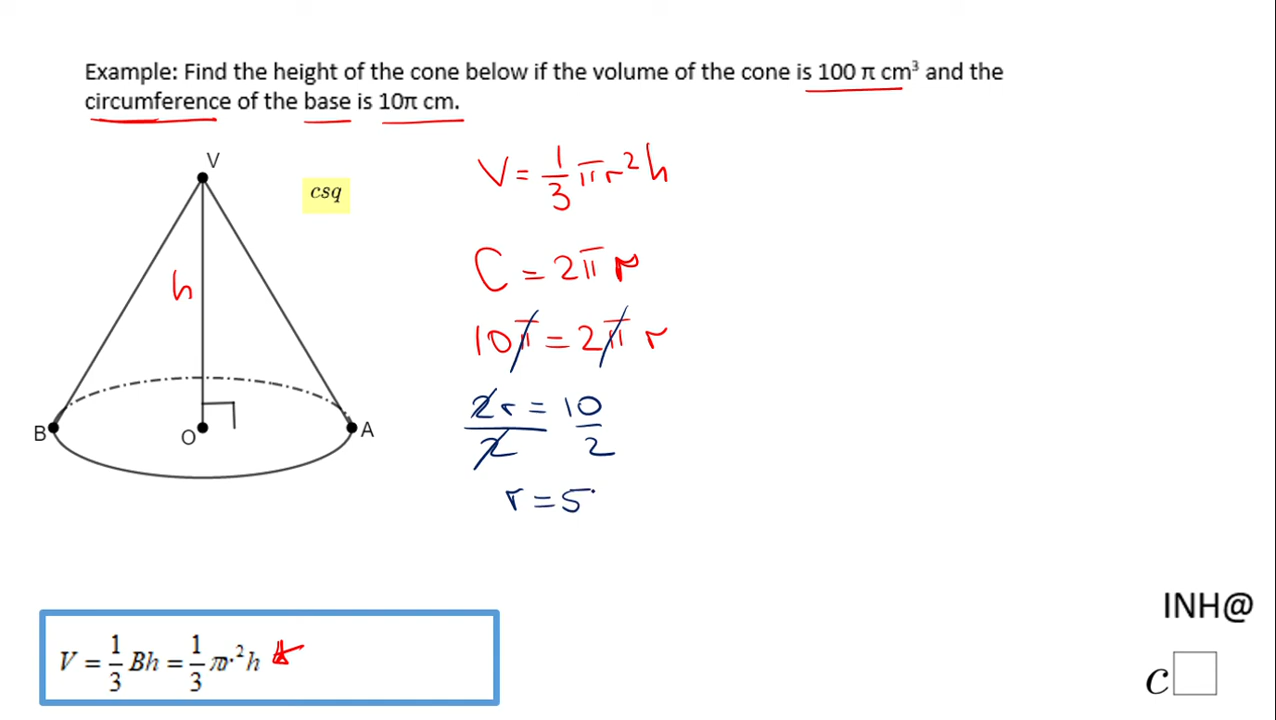 Example: Find the height of the cone below if the volume of the cone is 100 π cm³ and the
circumference of the base is 10π cm.
V
csq
V = 1/3 πr²h
C = 2π r
h
10π = 2π r
2r/2 = 10/2
B
O
A
r = 5
INH@
V = 1/3 Bh = 1/3 πr²h
c